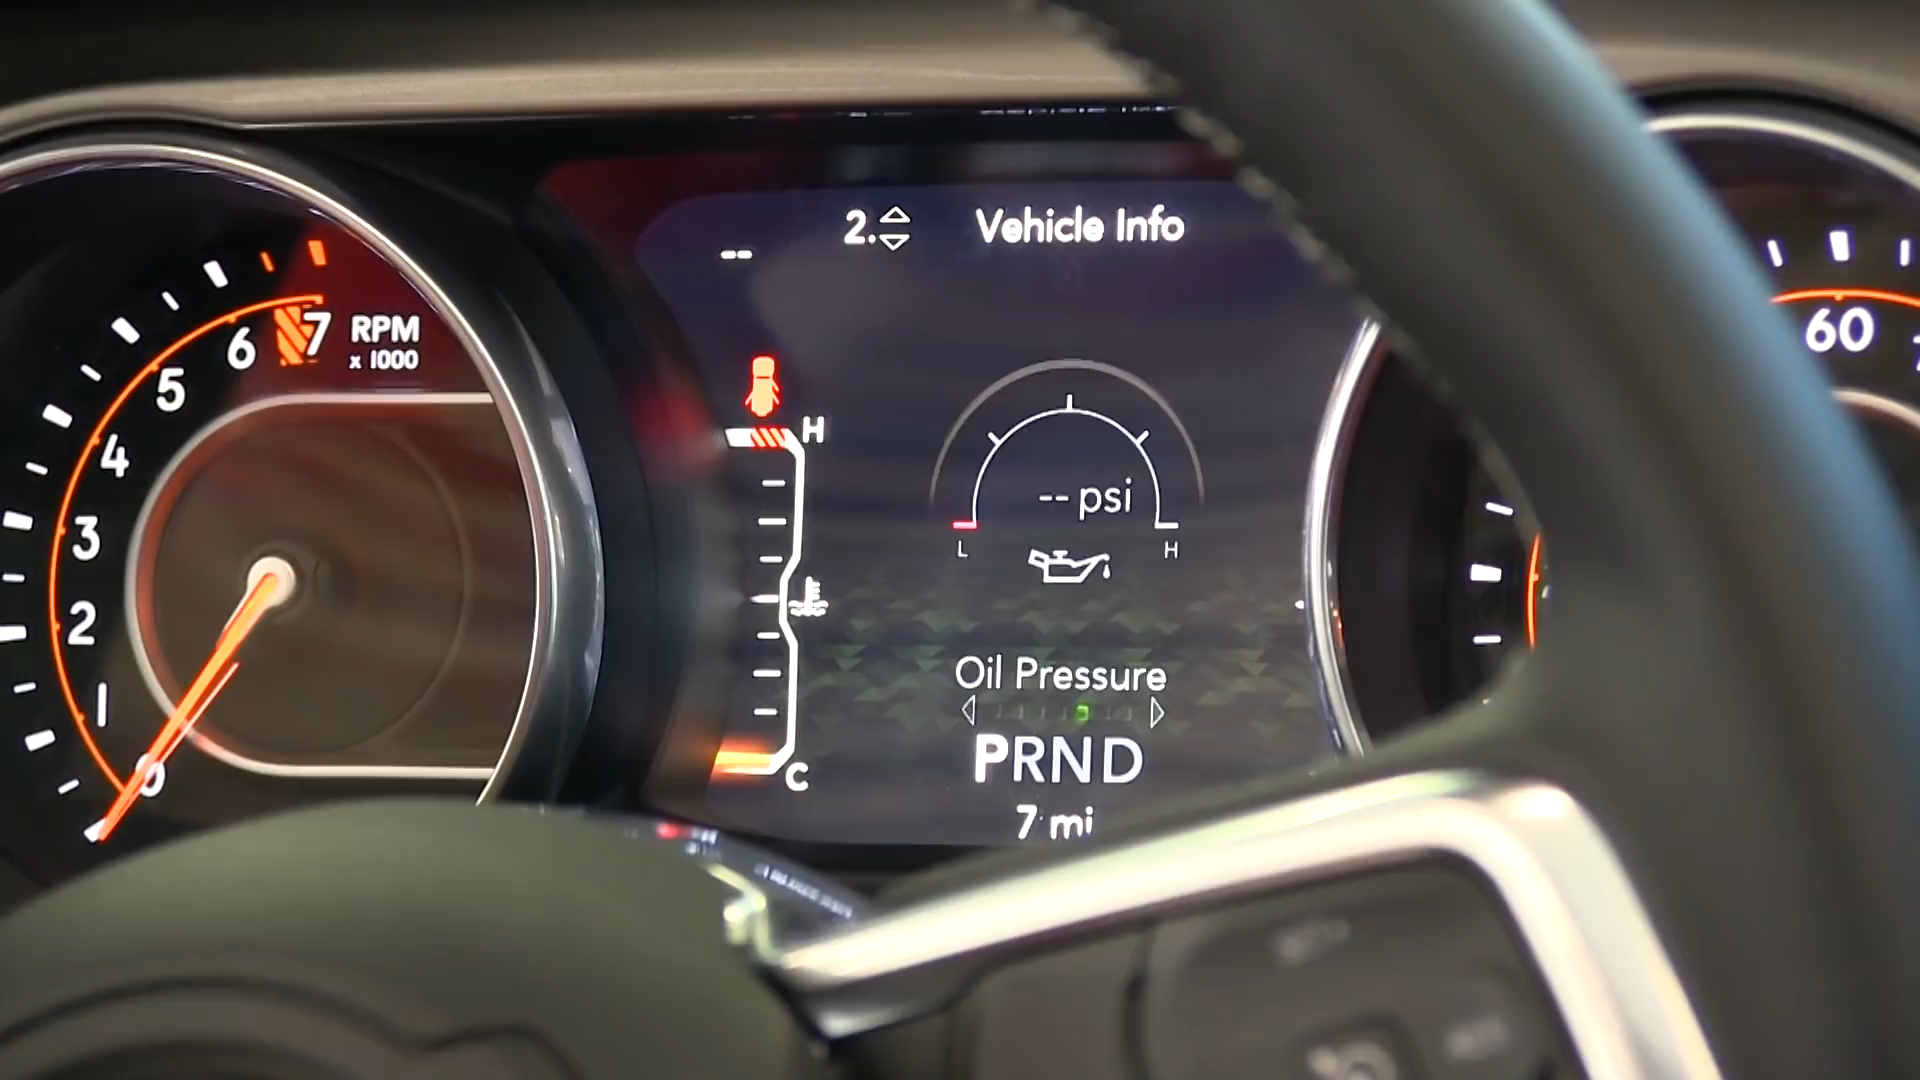 2. Vehicle Info
--
7 RPM
6
x 1000
5
4
3
2
1
0
H
C
-- psi
L H
Oil Pressure
PRND
7 mi
60